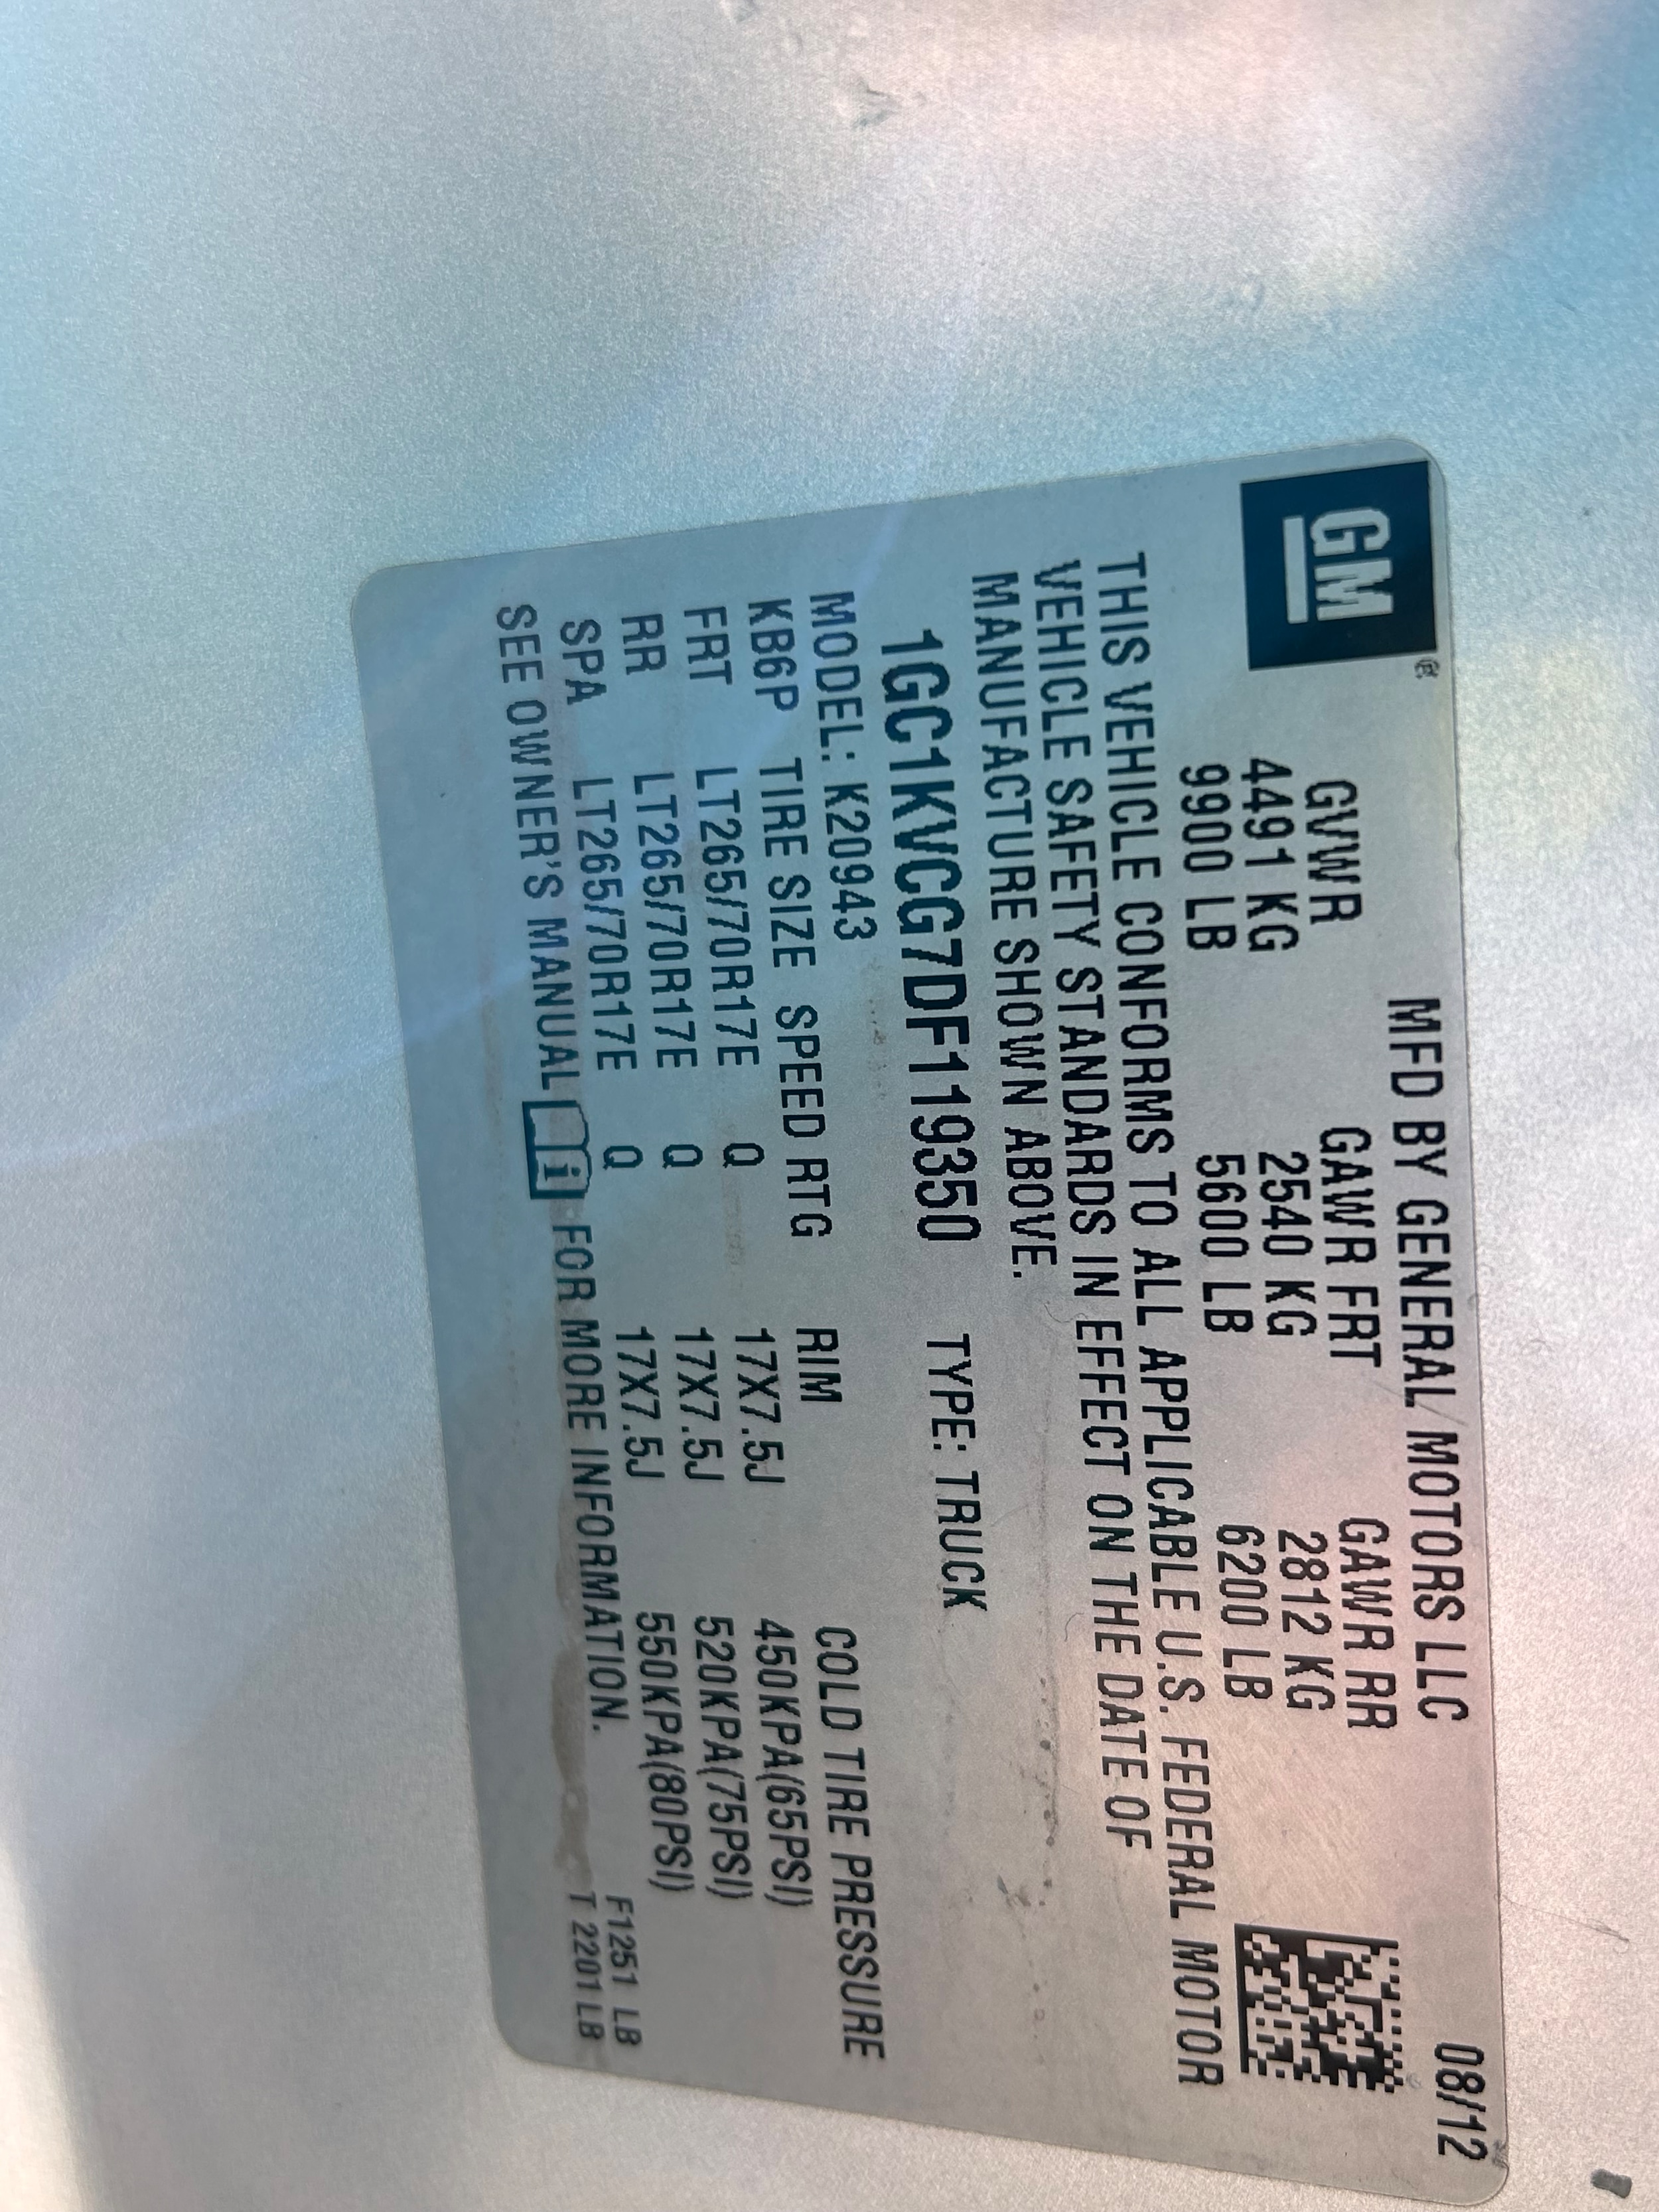 GM®
MFD BY GENERAL MOTORS LLC 08/12
GVWR GAWR FRT GAWR RR
4491 KG 2540 KG 2812 KG
9900 LB 5600 LB 6200 LB
THIS VEHICLE CONFORMS TO ALL APPLICABLE U.S. FEDERAL MOTOR
VEHICLE SAFETY STANDARDS IN EFFECT ON THE DATE OF
MANUFACTURE SHOWN ABOVE.
1GC1KVCG7DF119350 TYPE: TRUCK
MODEL: K20943
KB6P TIRE SIZE SPEED RTG RIM COLD TIRE PRESSURE
FRT LT265/70R17E Q 17X7.5J 450KPA(65PSI)
RR LT265/70R17E Q 17X7.5J 520KPA(75PSI)
SPA LT265/70R17E Q 17X7.5J 550KPA(80PSI)
SEE OWNER'S MANUAL i FOR MORE INFORMATION.
F1251 LB
T 2201 LB